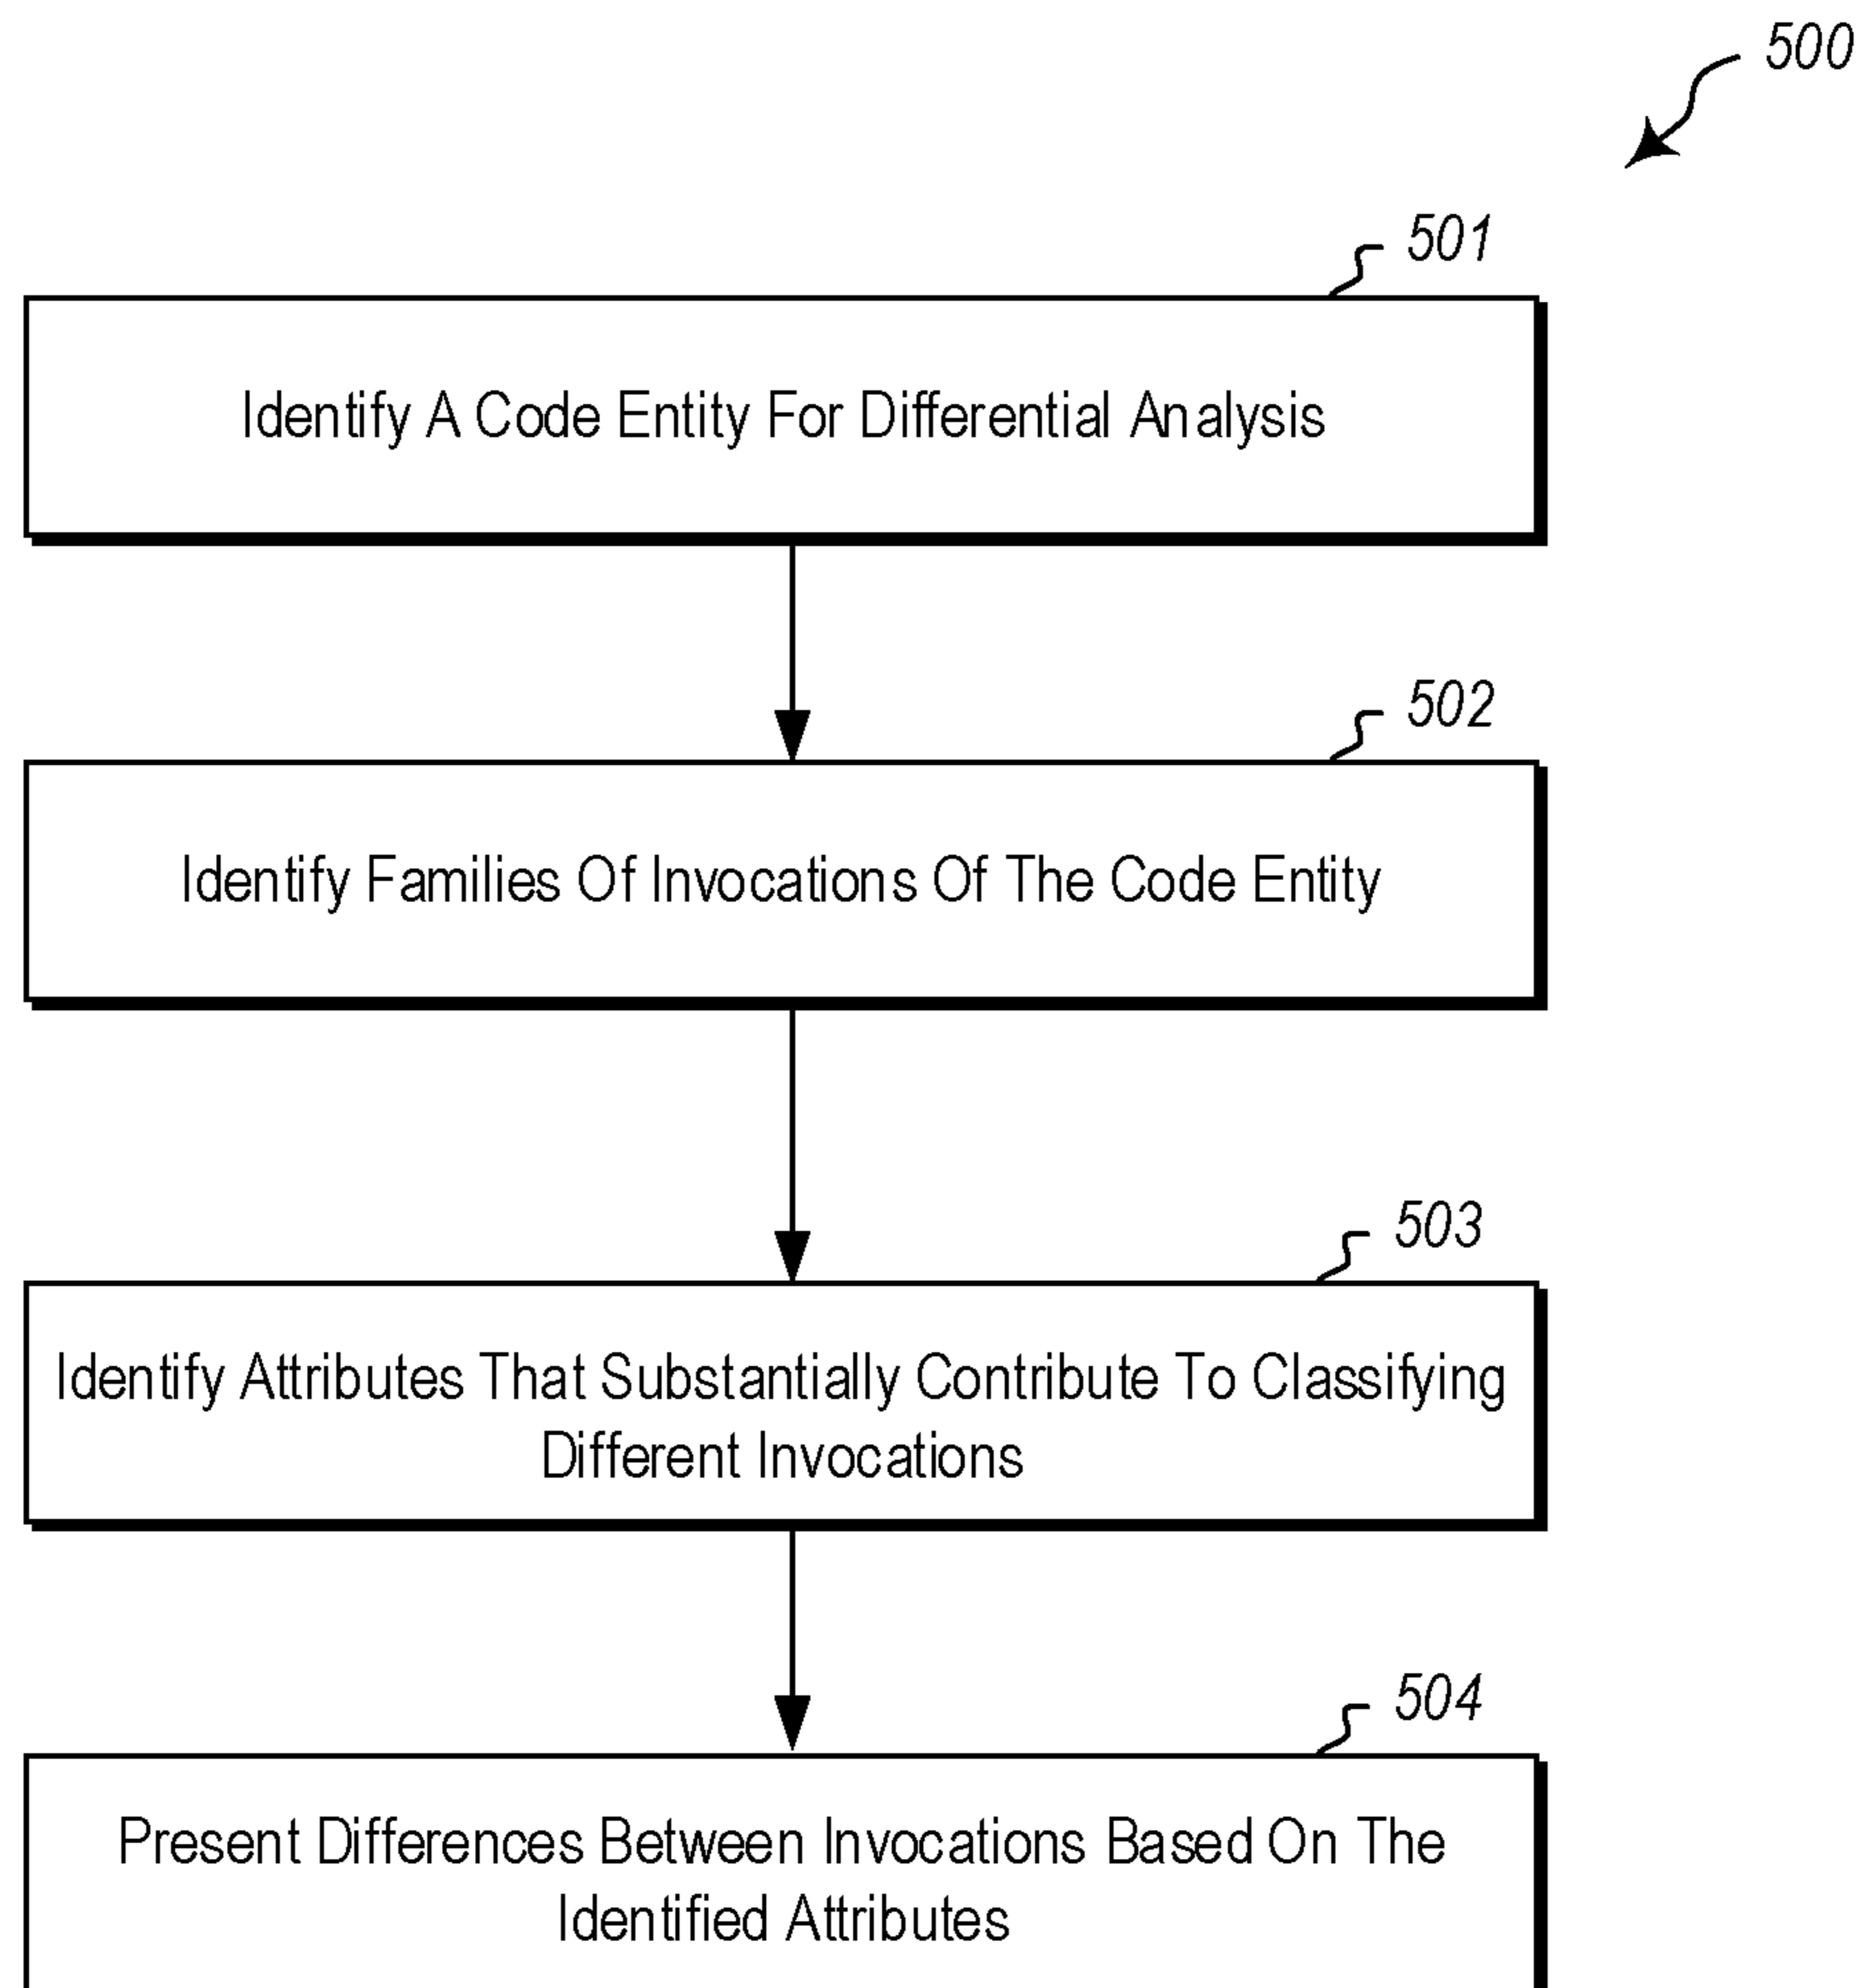 500
501
Identify A Code Entity For Differential Analysis
502
Identify Families Of Invocations Of The Code Entity
503
Identify Attributes That Substantially Contribute To Classifying
Different Invocations
504
Present Differences Between Invocations Based On The
Identified Attributes